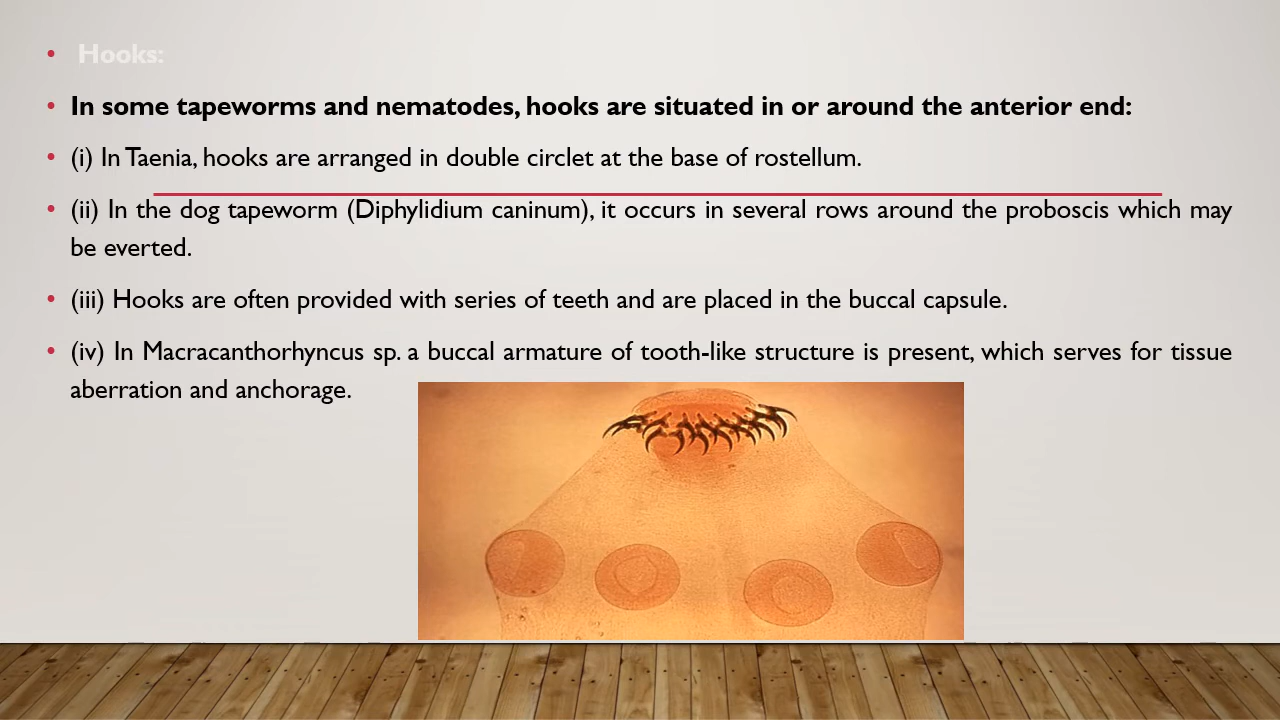 • Hooks:
• In some tapeworms and nematodes, hooks are situated in or around the anterior end:
• (i) In Taenia, hooks are arranged in double circlet at the base of rostellum.
• (ii) In the dog tapeworm (Diphylidium caninum), it occurs in several rows around the proboscis which may
be everted.
• (iii) Hooks are often provided with series of teeth and are placed in the buccal capsule.
• (iv) In Macracanthorhyncus sp. a buccal armature of tooth-like structure is present, which serves for tissue
aberration and anchorage.